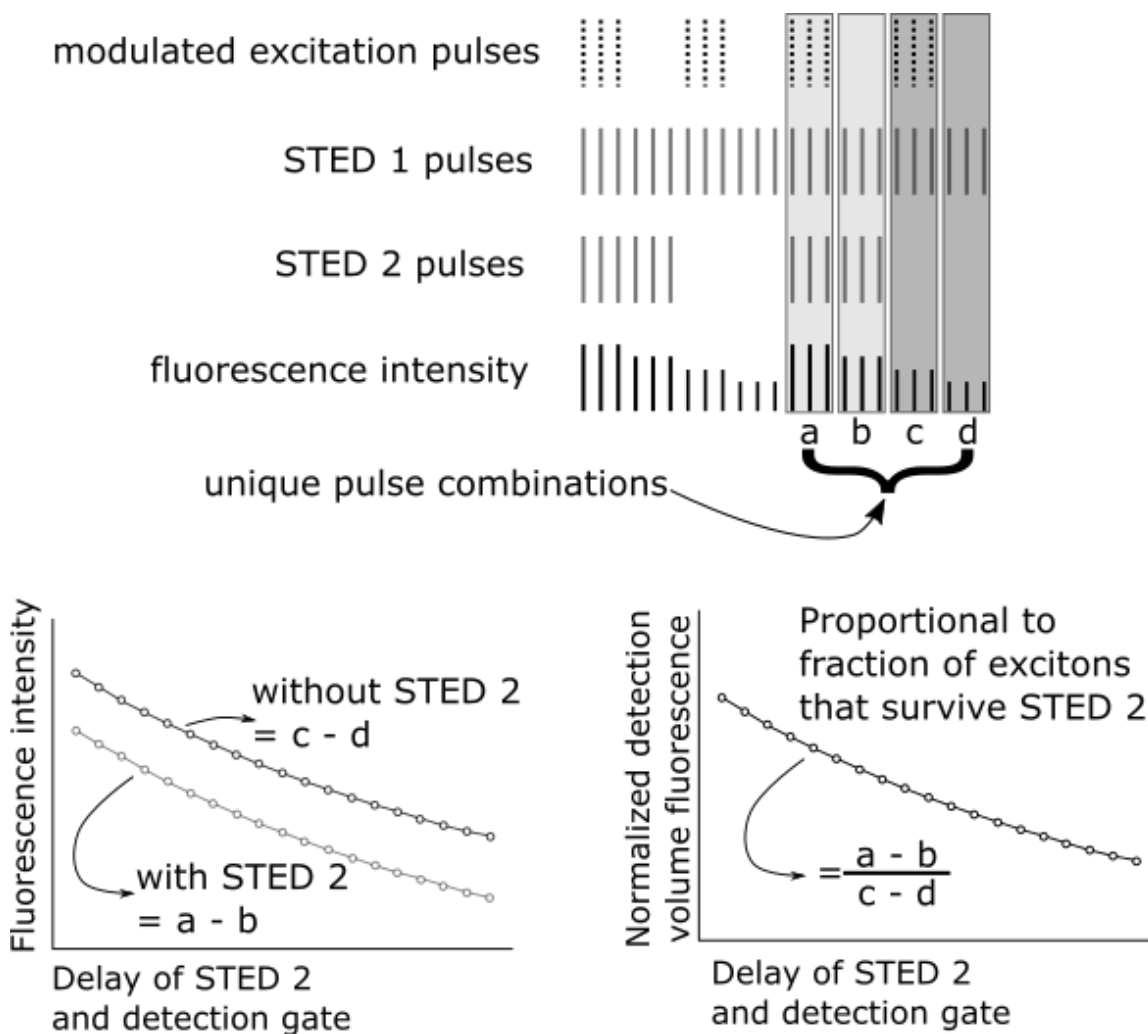 modulated excitation pulses
STED 1 pulses
STED 2 pulses
fluorescence intensity
a b c d
unique pulse combinations
Fluorescence intensity
without STED 2
= c - d
with STED 2
= a - b
Delay of STED 2
and detection gate
Normalized detection
volume fluorescence
Proportional to
fraction of excitons
that survive STED 2
= a - b
c - d
Delay of STED 2
and detection gate